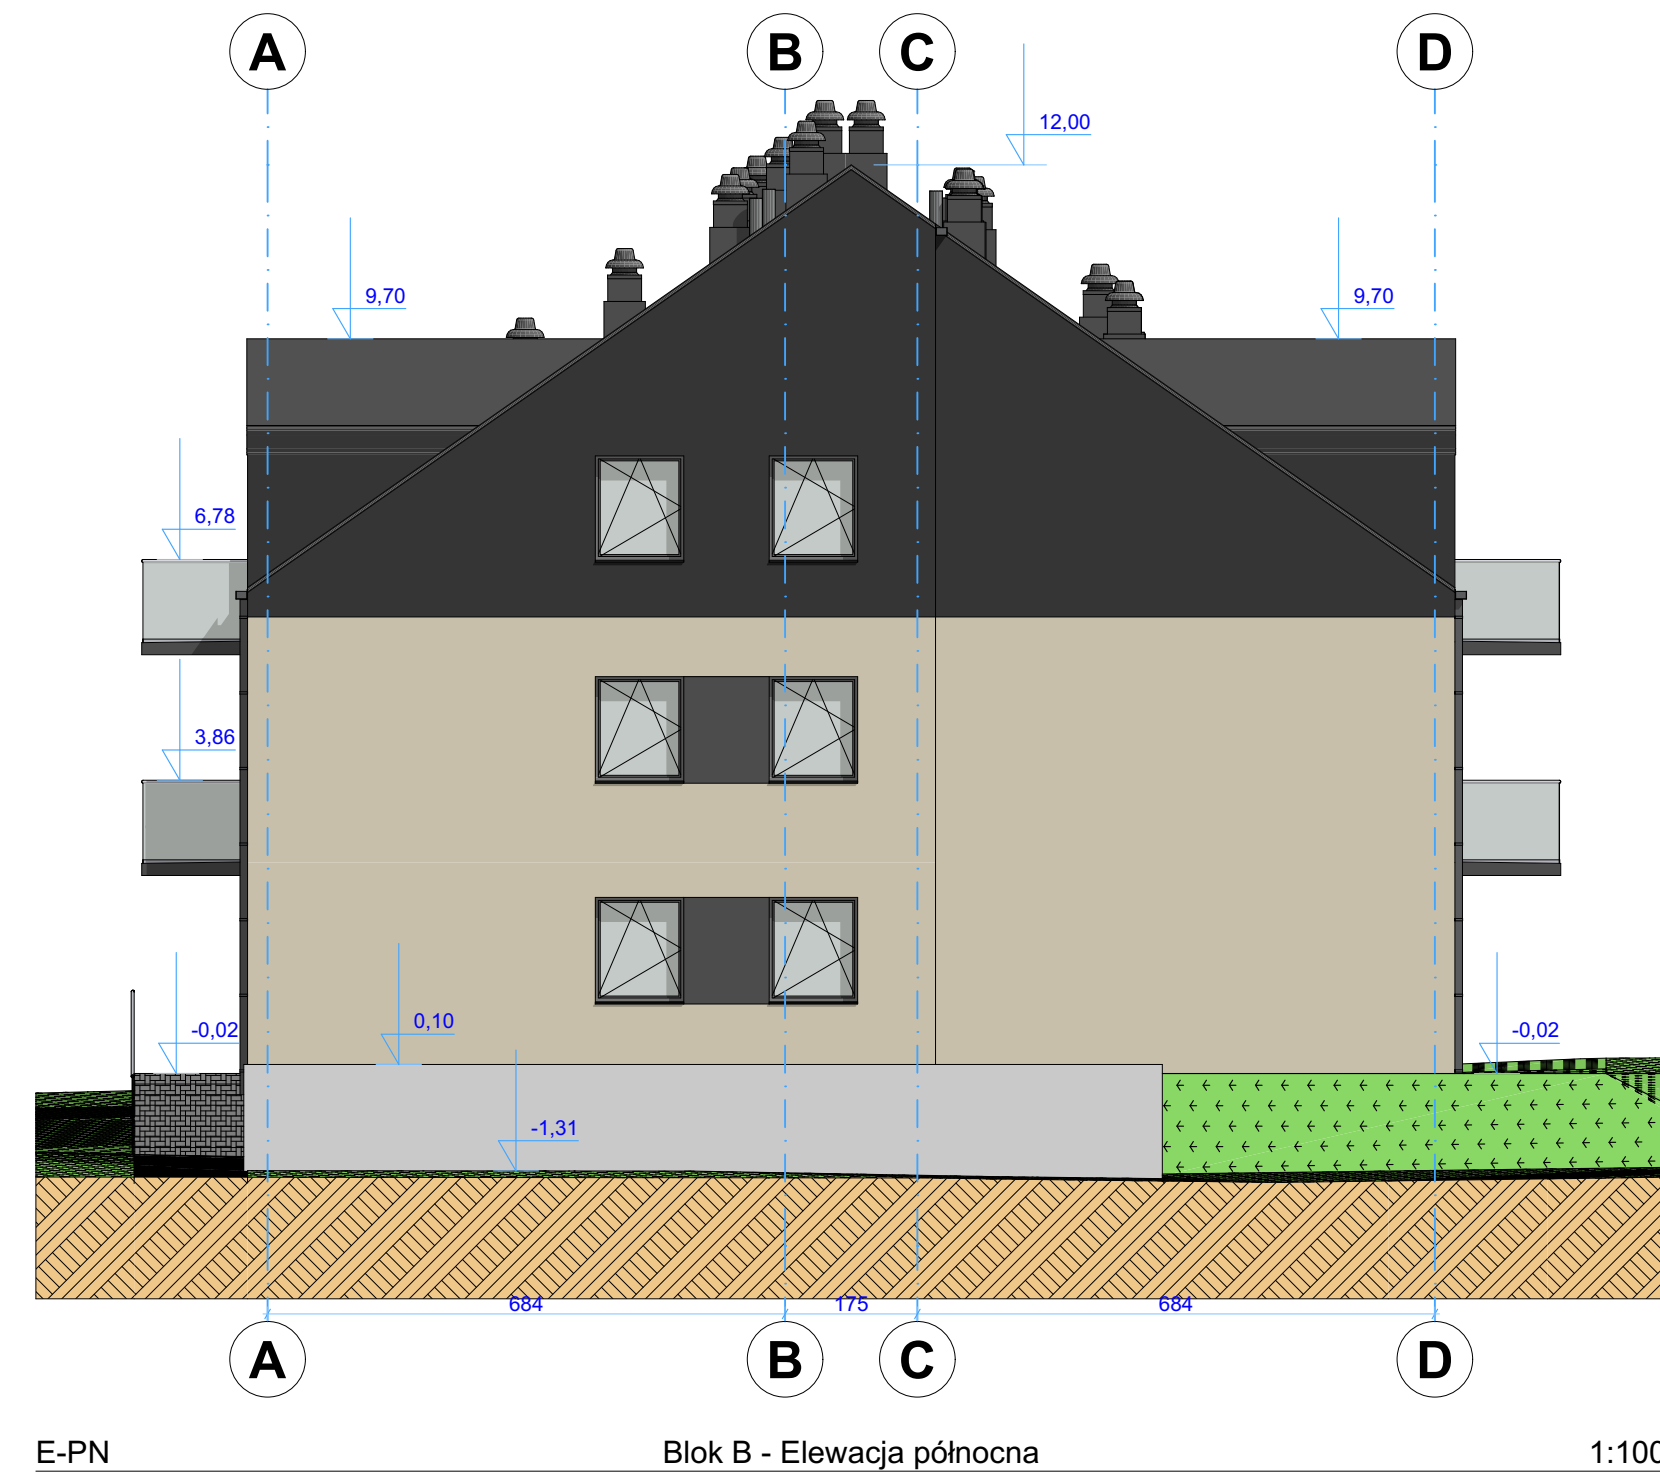 A B C D
12,00
9,70 9,70
6,78
3,86
0,10
-0,02 -0,02
-1,31
684 175 684
A B C D
E-PN Blok B - Elewacja północna 1:100